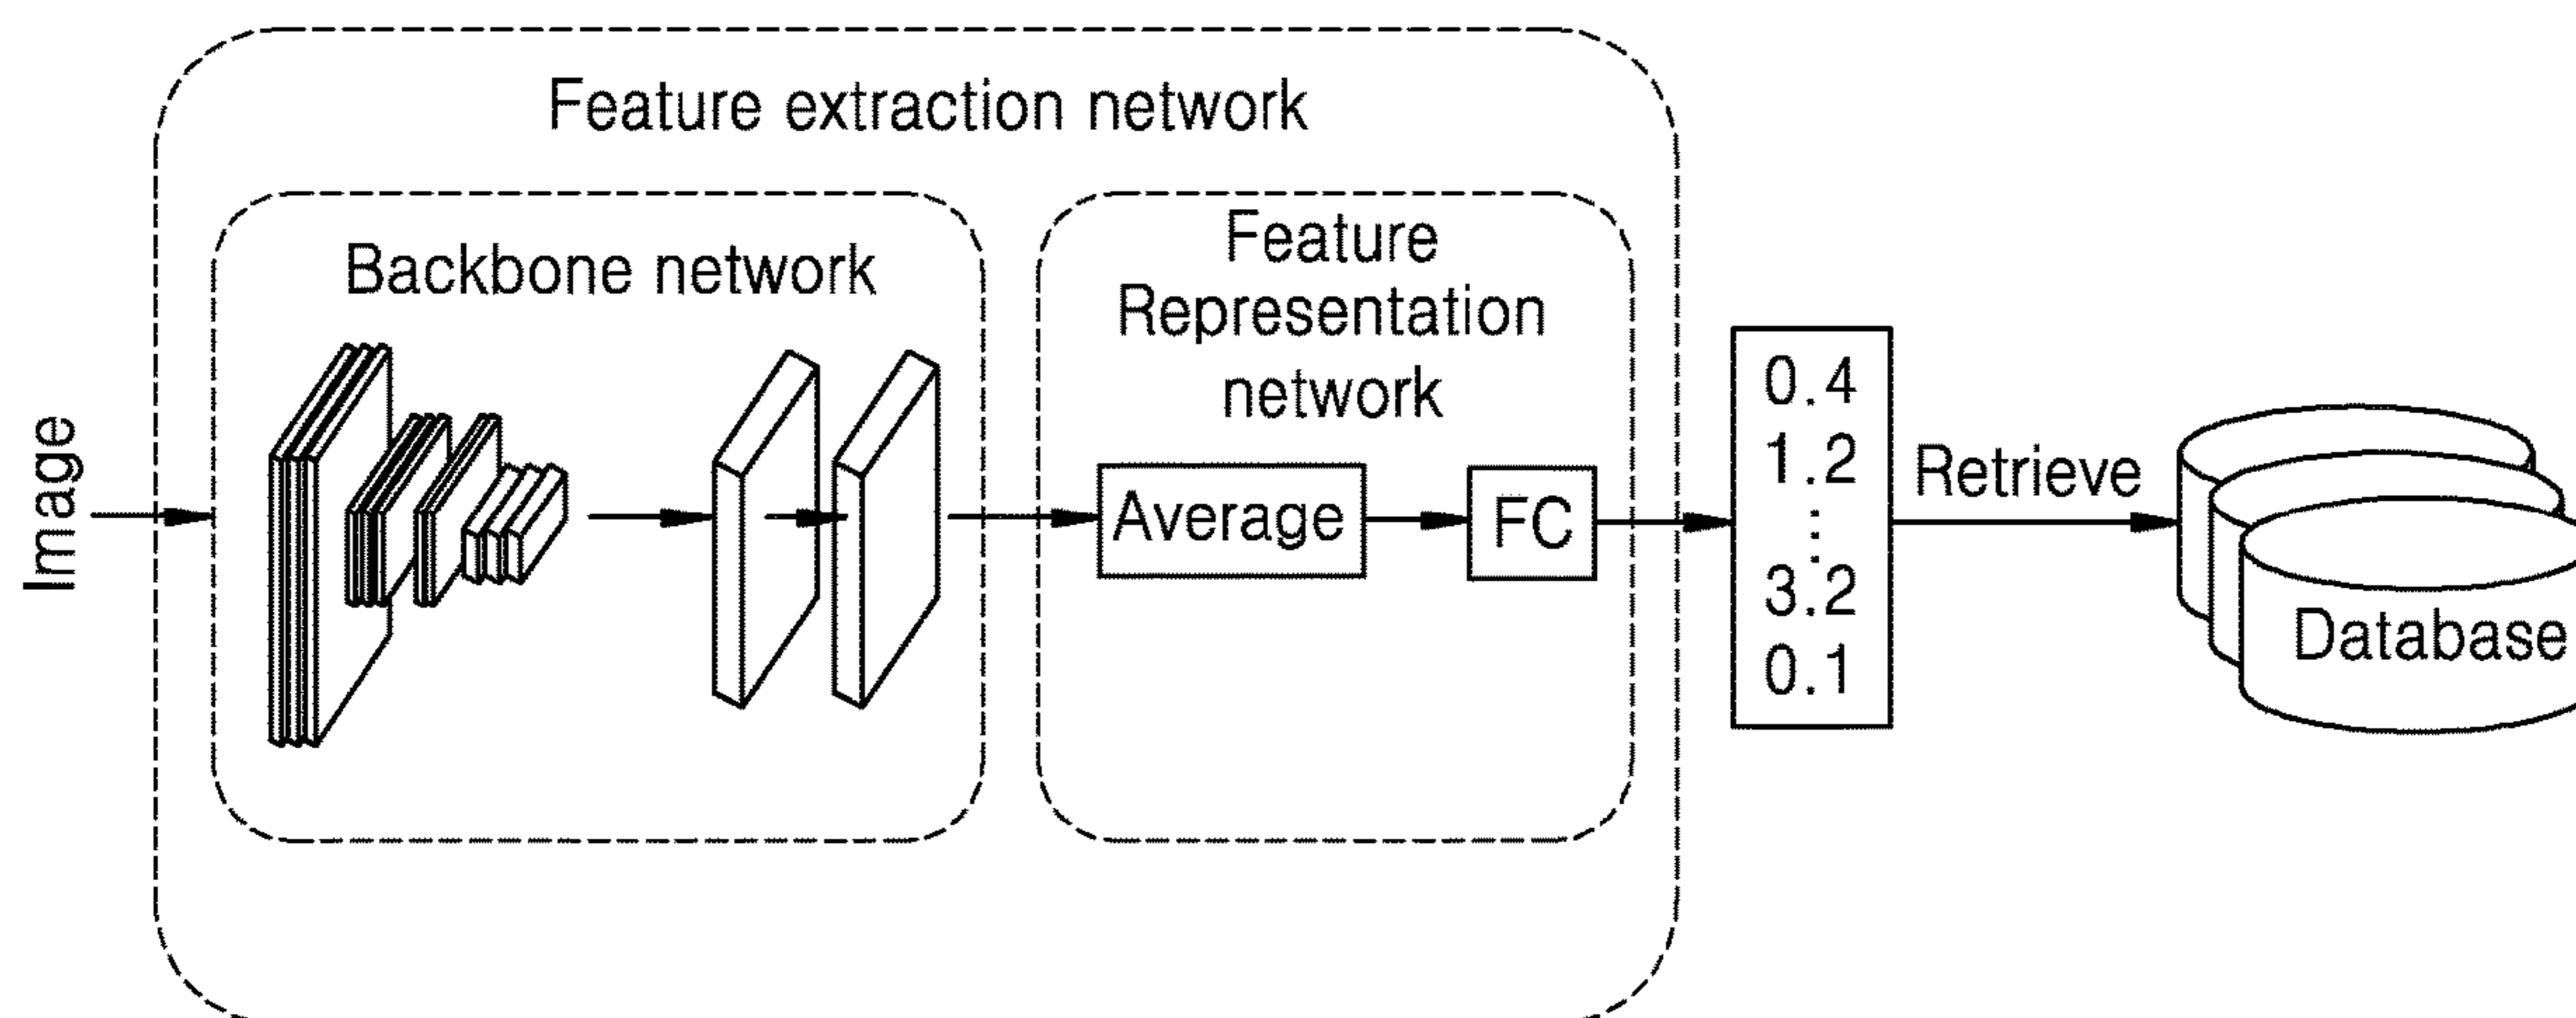 Feature extraction network
Backbone network
Feature
Representation
network
Image
Average
FC
0.4
1.2
⋮
3.2
0.1
Retrieve
Database